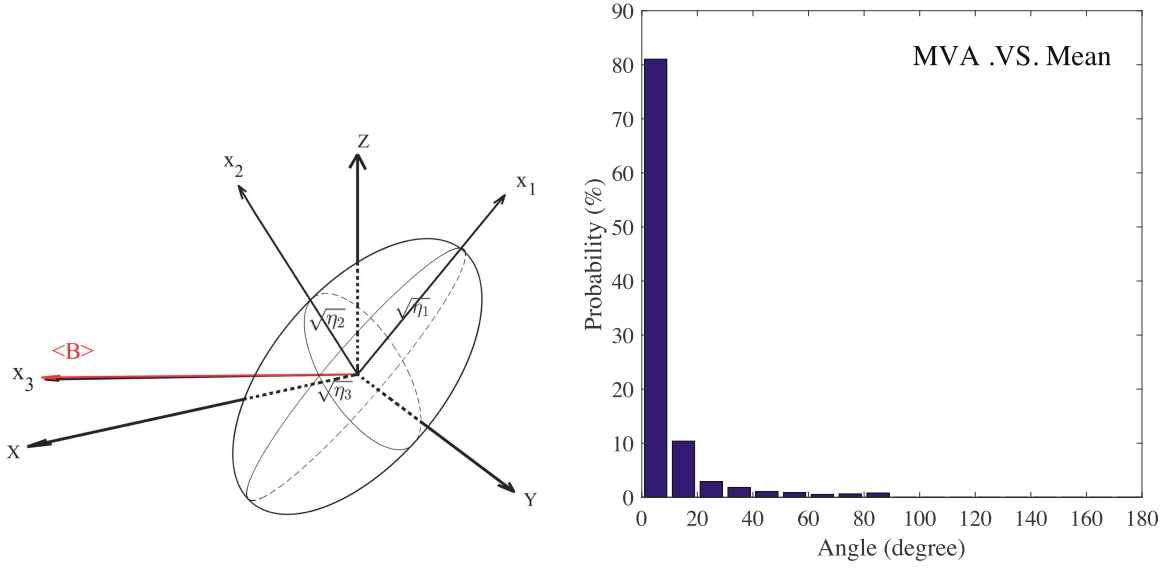 Z
x₂
x₁
√η₁
√η₂
<B>
x₃
√η₃
X
Y
90
80
70
60
50
40
30
20
10
0
Probability (%)
MVA .VS. Mean
0 20 40 60 80 100 120 140 160 180
Angle (degree)